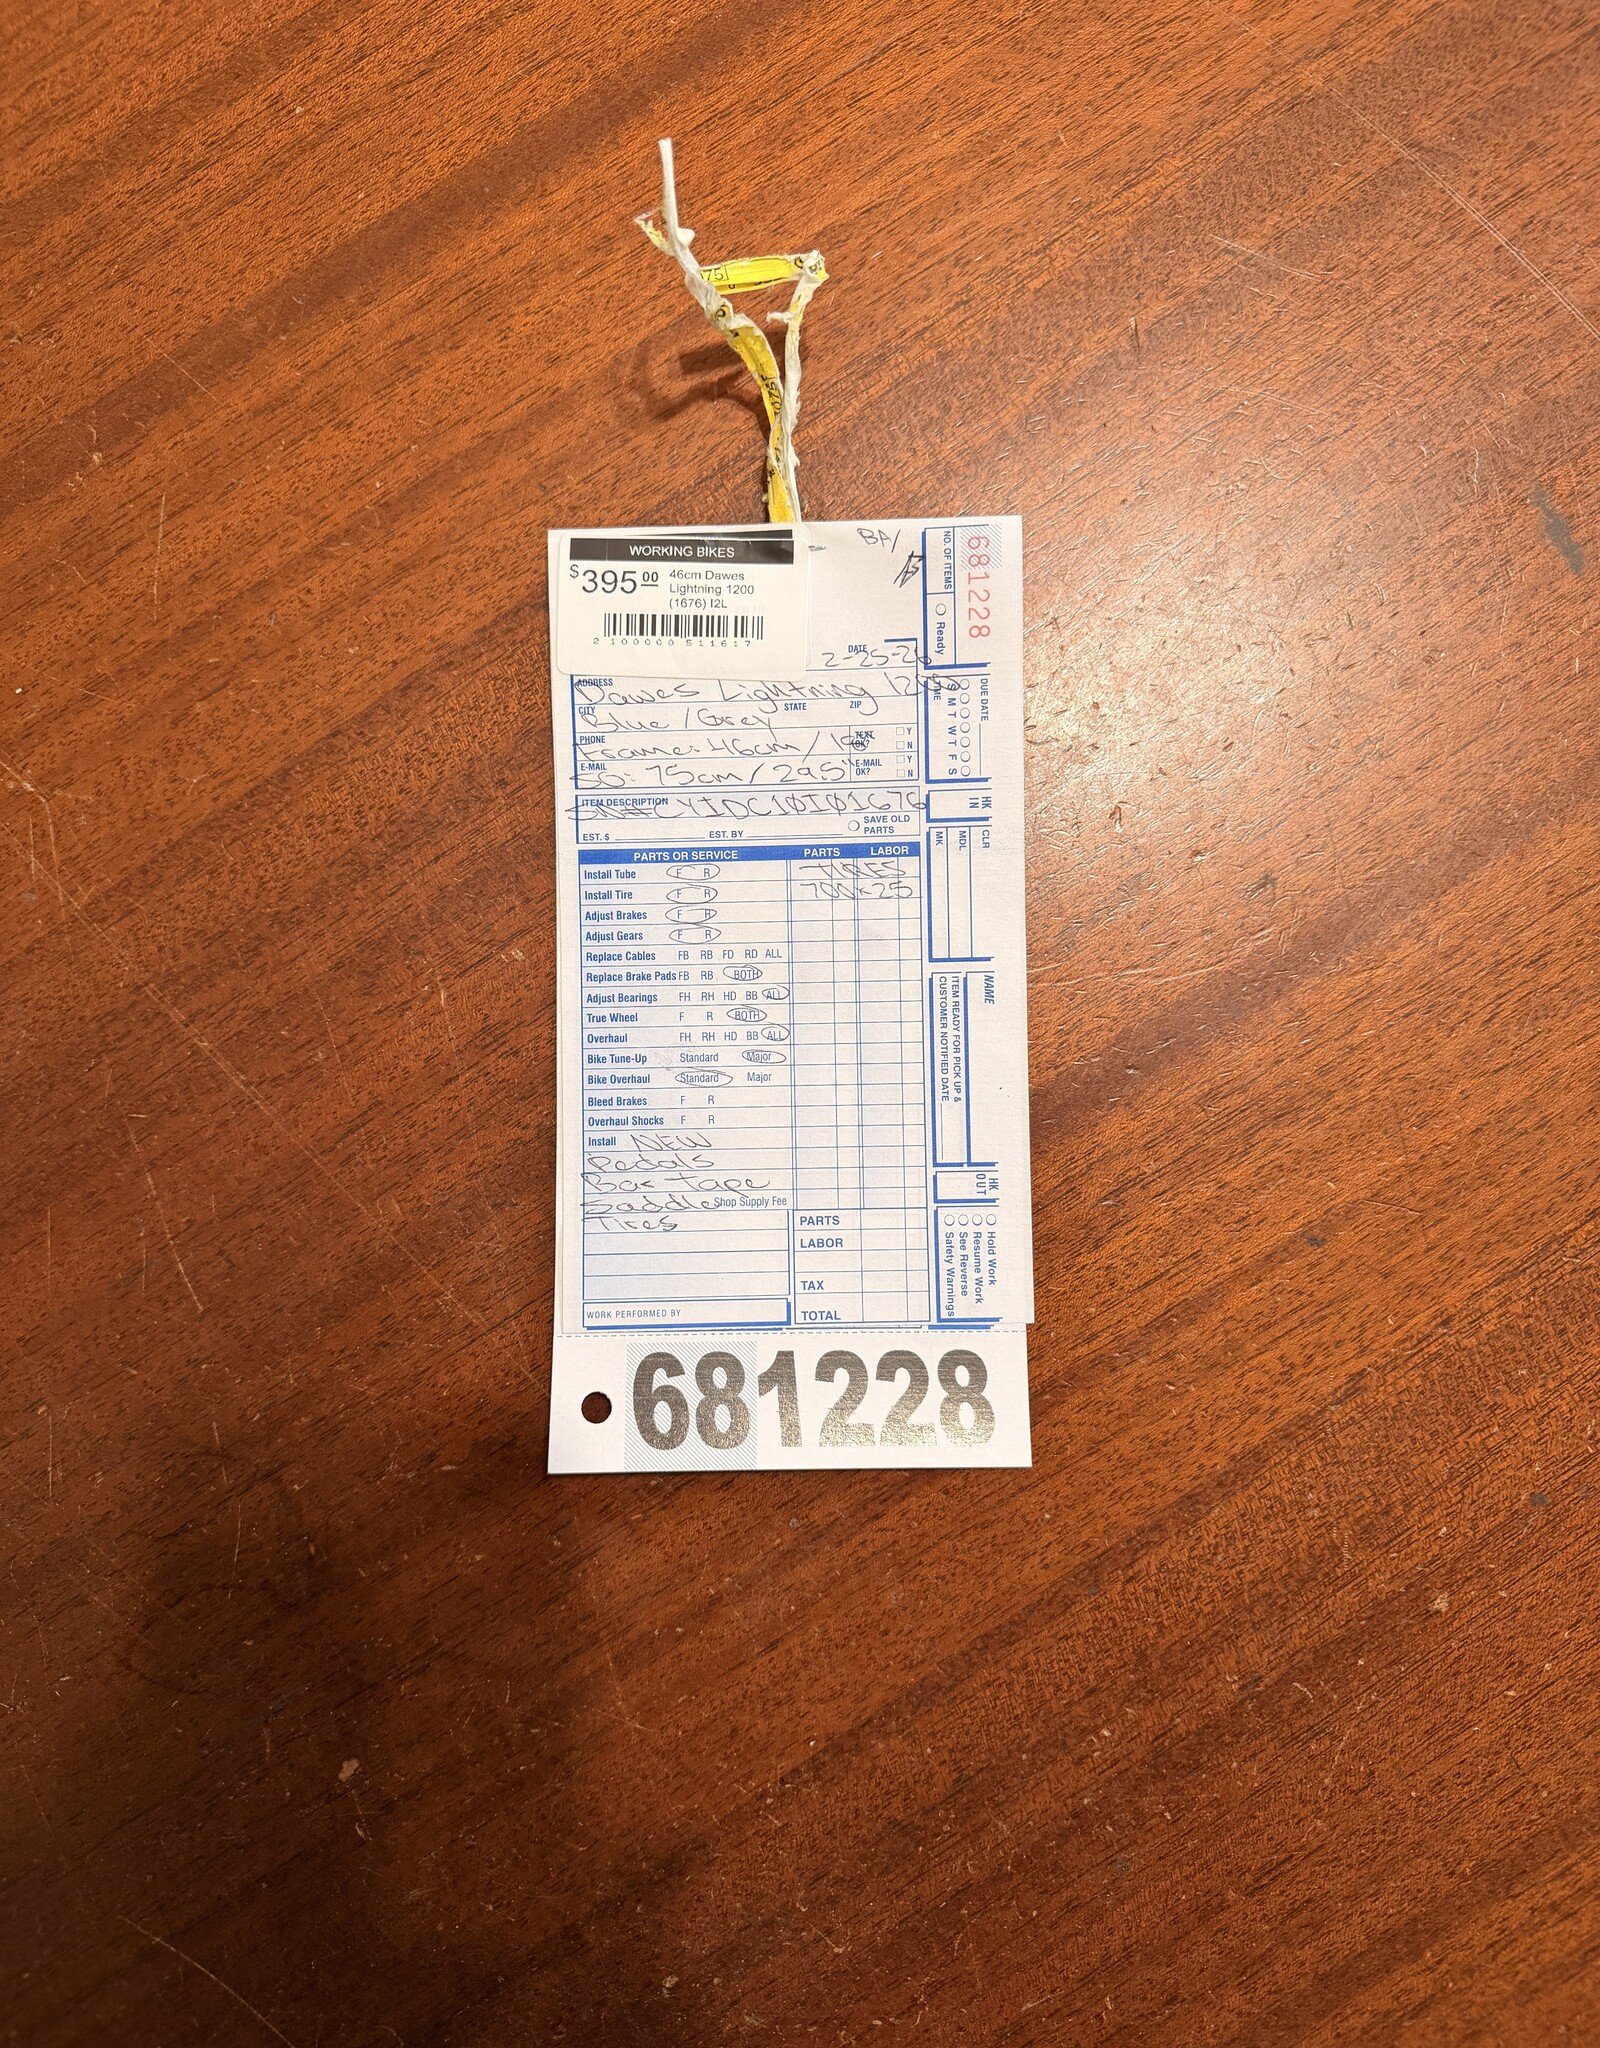 75
WORKING BIKES
$395.00 46cm Dawes
Lightning 1200
(1676) I2L
2 100000 511617
BA/
DATE
2-25-26
ADDRESS
Dawes Lightning 1200
CITY STATE ZIP
Blue/Grey
PHONE TEXT OK? Y N
Frame: 46cm/18"
E-MAIL E-MAIL OK? Y N
SO: 75cm/29.5"
ITEM DESCRIPTION
SN#CYIDC10I01676
EST. $ EST. BY SAVE OLD PARTS
PARTS OR SERVICE PARTS LABOR
Install Tube F R TIRES
Install Tire F R 700x25
Adjust Brakes F R
Adjust Gears F R
Replace Cables FB RB FD RD ALL
Replace Brake Pads FB RB BOTH
Adjust Bearings FH RH HD BB ALL
True Wheel F R BOTH
Overhaul FH RH HD BB ALL
Bike Tune-Up Standard Major
Bike Overhaul Standard Major
Bleed Brakes F R
Overhaul Shocks F R
Install NEW
Pedals
Bar tape
Saddle Shop Supply Fee
Tires
PARTS
LABOR
TAX
WORK PERFORMED BY TOTAL
681228
NO. OF ITEMS
Ready
DUE DATE
S M T W T F S
TIME
HK IN
CLR
MDL
MK
NAME
ITEM READY FOR PICK UP &
CUSTOMER NOTIFIED DATE
HK OUT
Hold Work
Resume Work
See Reverse
Safety Warnings
681228